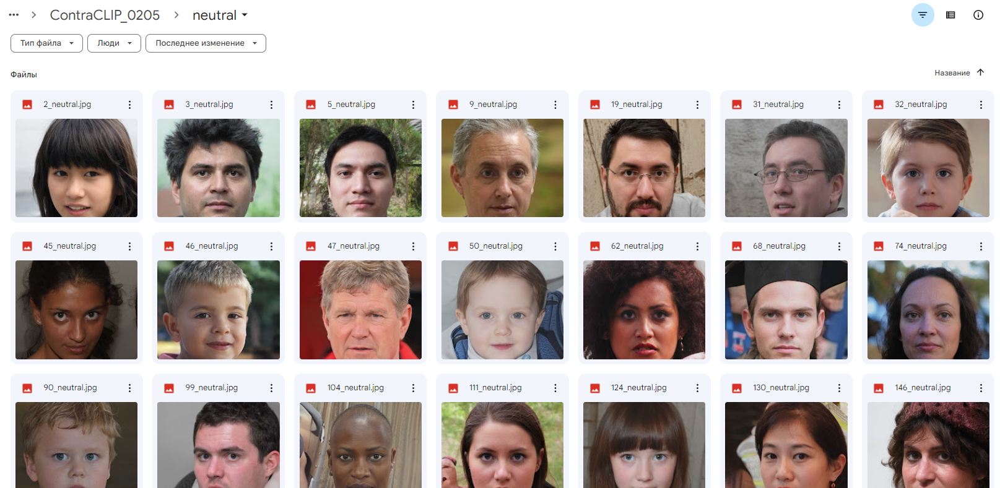 ContraCLIP_0205 neutral
Тип файла Люди Последнее изменение
Файлы Название
2_neutral.jpg 3_neutral.jpg 5_neutral.jpg 9_neutral.jpg 19_neutral.jpg 31_neutral.jpg 32_neutral.jpg
45_neutral.jpg 46_neutral.jpg 47_neutral.jpg 50_neutral.jpg 62_neutral.jpg 68_neutral.jpg 74_neutral.jpg
90_neutral.jpg 99_neutral.jpg 104_neutral.jpg 111_neutral.jpg 124_neutral.jpg 130_neutral.jpg 146_neutral.jpg